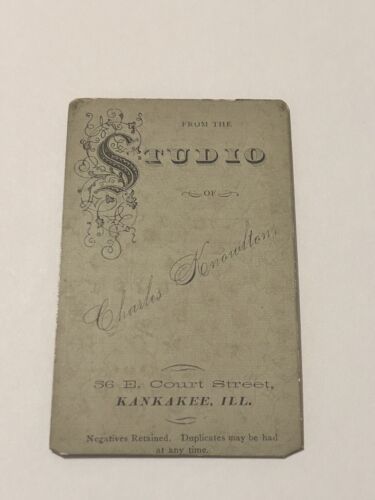 FROM THE
STUDIO
OF
Charles Knowlton,
56 E. Court Street,
KANKAKEE, ILL.
Negatives Retained. Duplicates may be had
at any time.